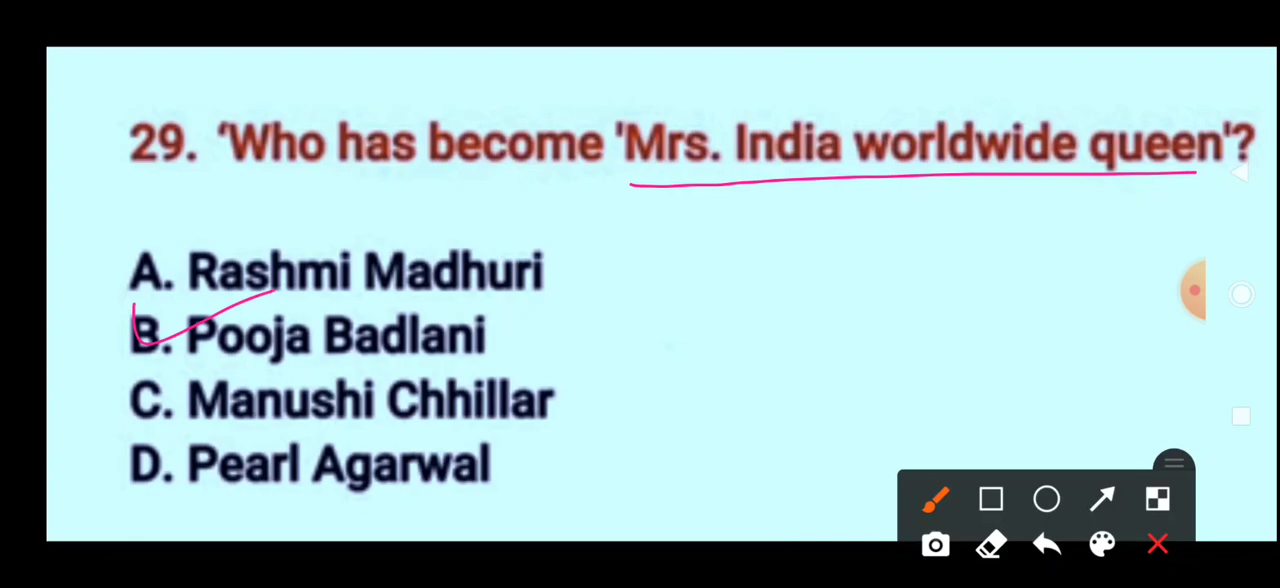 29. ‘Who has become 'Mrs. India worldwide queen'?
A. Rashmi Madhuri
B. Pooja Badlani
C. Manushi Chhillar
D. Pearl Agarwal